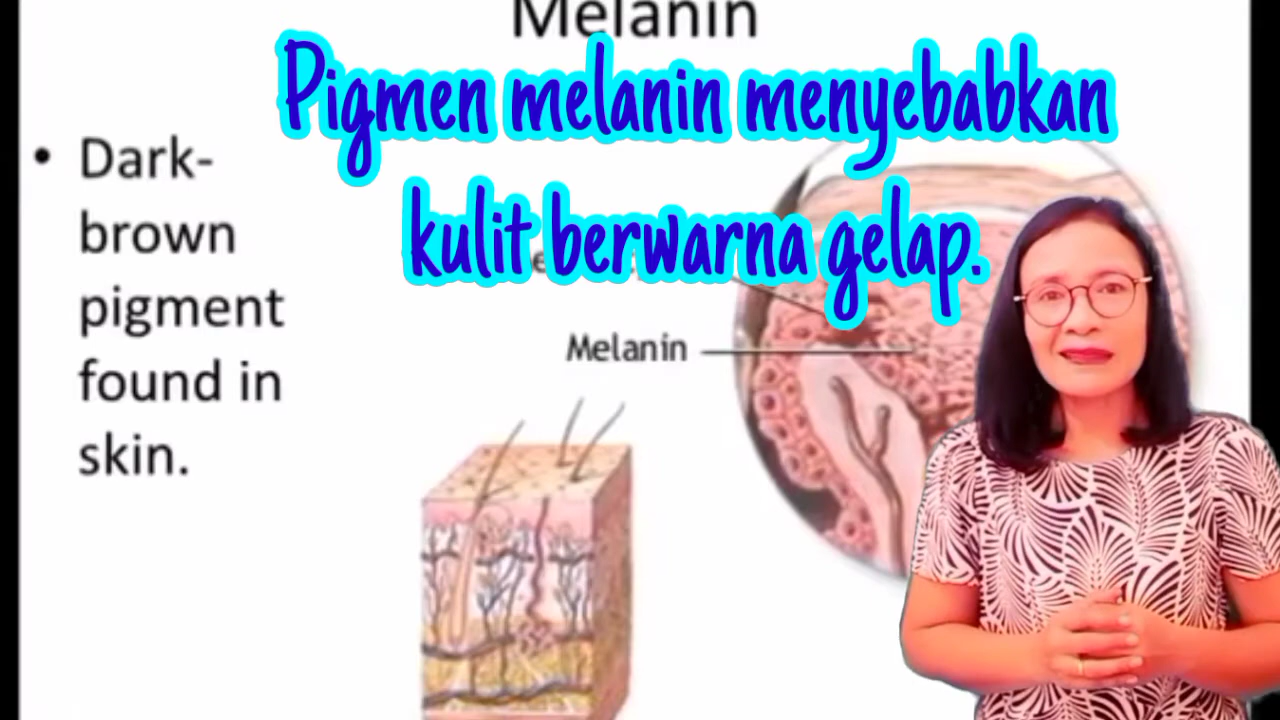 Melanin
Pigmen melanin menyebabkan
kulit berwarna gelap.
• Dark-
brown
pigment
found in
skin.
Melanin